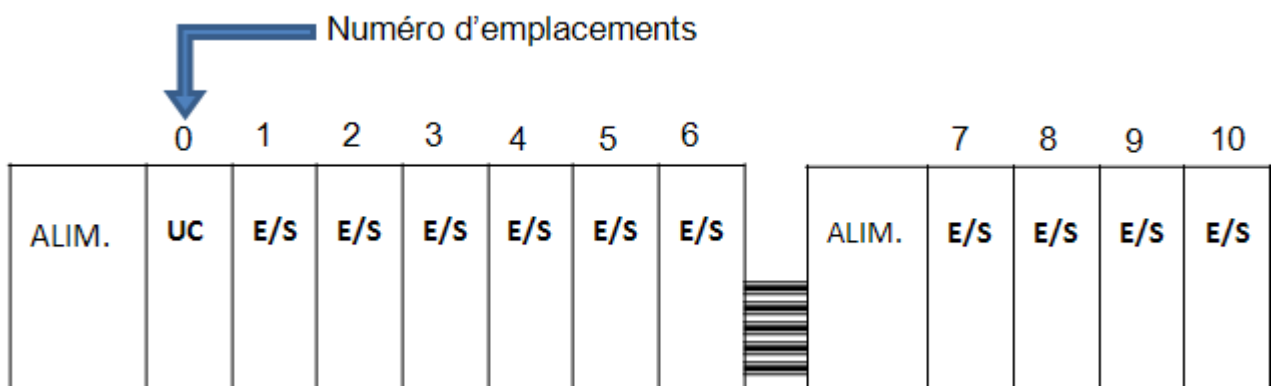 Numéro d'emplacements
0 1 2 3 4 5 6 7 8 9 10
ALIM. UC E/S E/S E/S E/S E/S E/S ALIM. E/S E/S E/S E/S